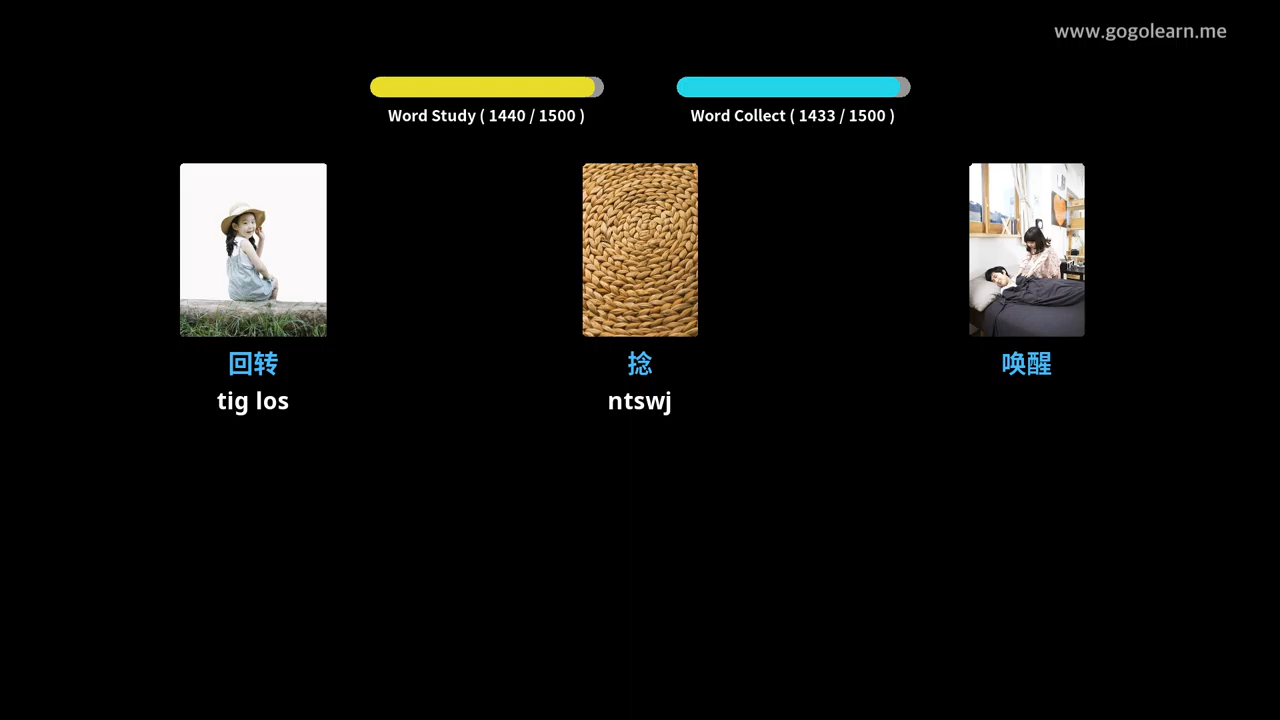 www.gogolearn.me
Word Study ( 1440 / 1500 )
Word Collect ( 1433 / 1500 )
回转
捻
唤醒
tig los
ntswj